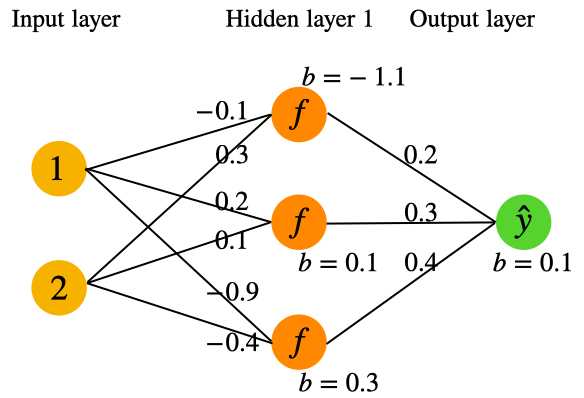 Input layer
Hidden layer 1
Output layer
b = − 1.1
−0.1
f
0.3
0.2
1
0.2
0.3
f
ŷ
0.1
b = 0.1
0.4
b = 0.1
2
−0.9
−0.4
f
b = 0.3